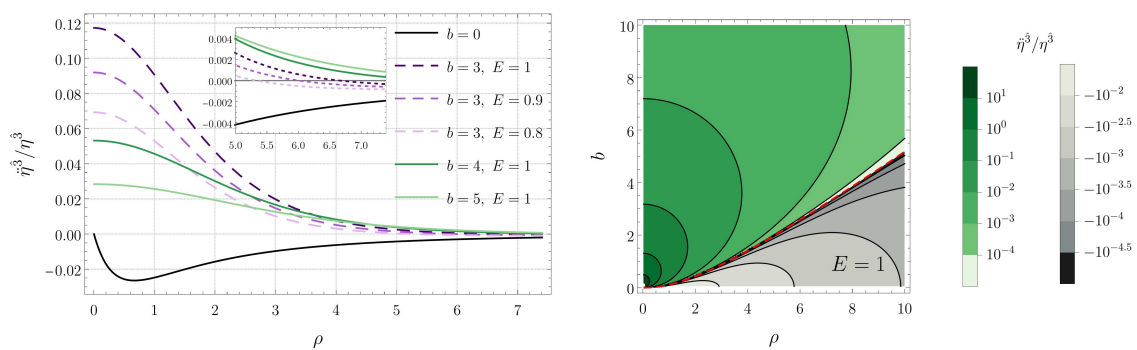 0.12
0.10
0.08
0.06
0.04
0.02
0.00
−0.02
η̈^3̂/η^3̂
0 1 2 3 4 5 6 7
ρ
0.004
0.002
0.000
−0.002
−0.004
5.0 5.5 6.0 6.5 7.0
b = 0
b = 3, E = 1
b = 3, E = 0.9
b = 3, E = 0.8
b = 4, E = 1
b = 5, E = 1
10
8
6
4
2
0
b
0 2 4 6 8 10
ρ
E = 1
η̈^3̂/η^3̂
10^1
10^0
10^−1
10^−2
10^−3
10^−4
−10^−2
−10^−2.5
−10^−3
−10^−3.5
−10^−4
−10^−4.5